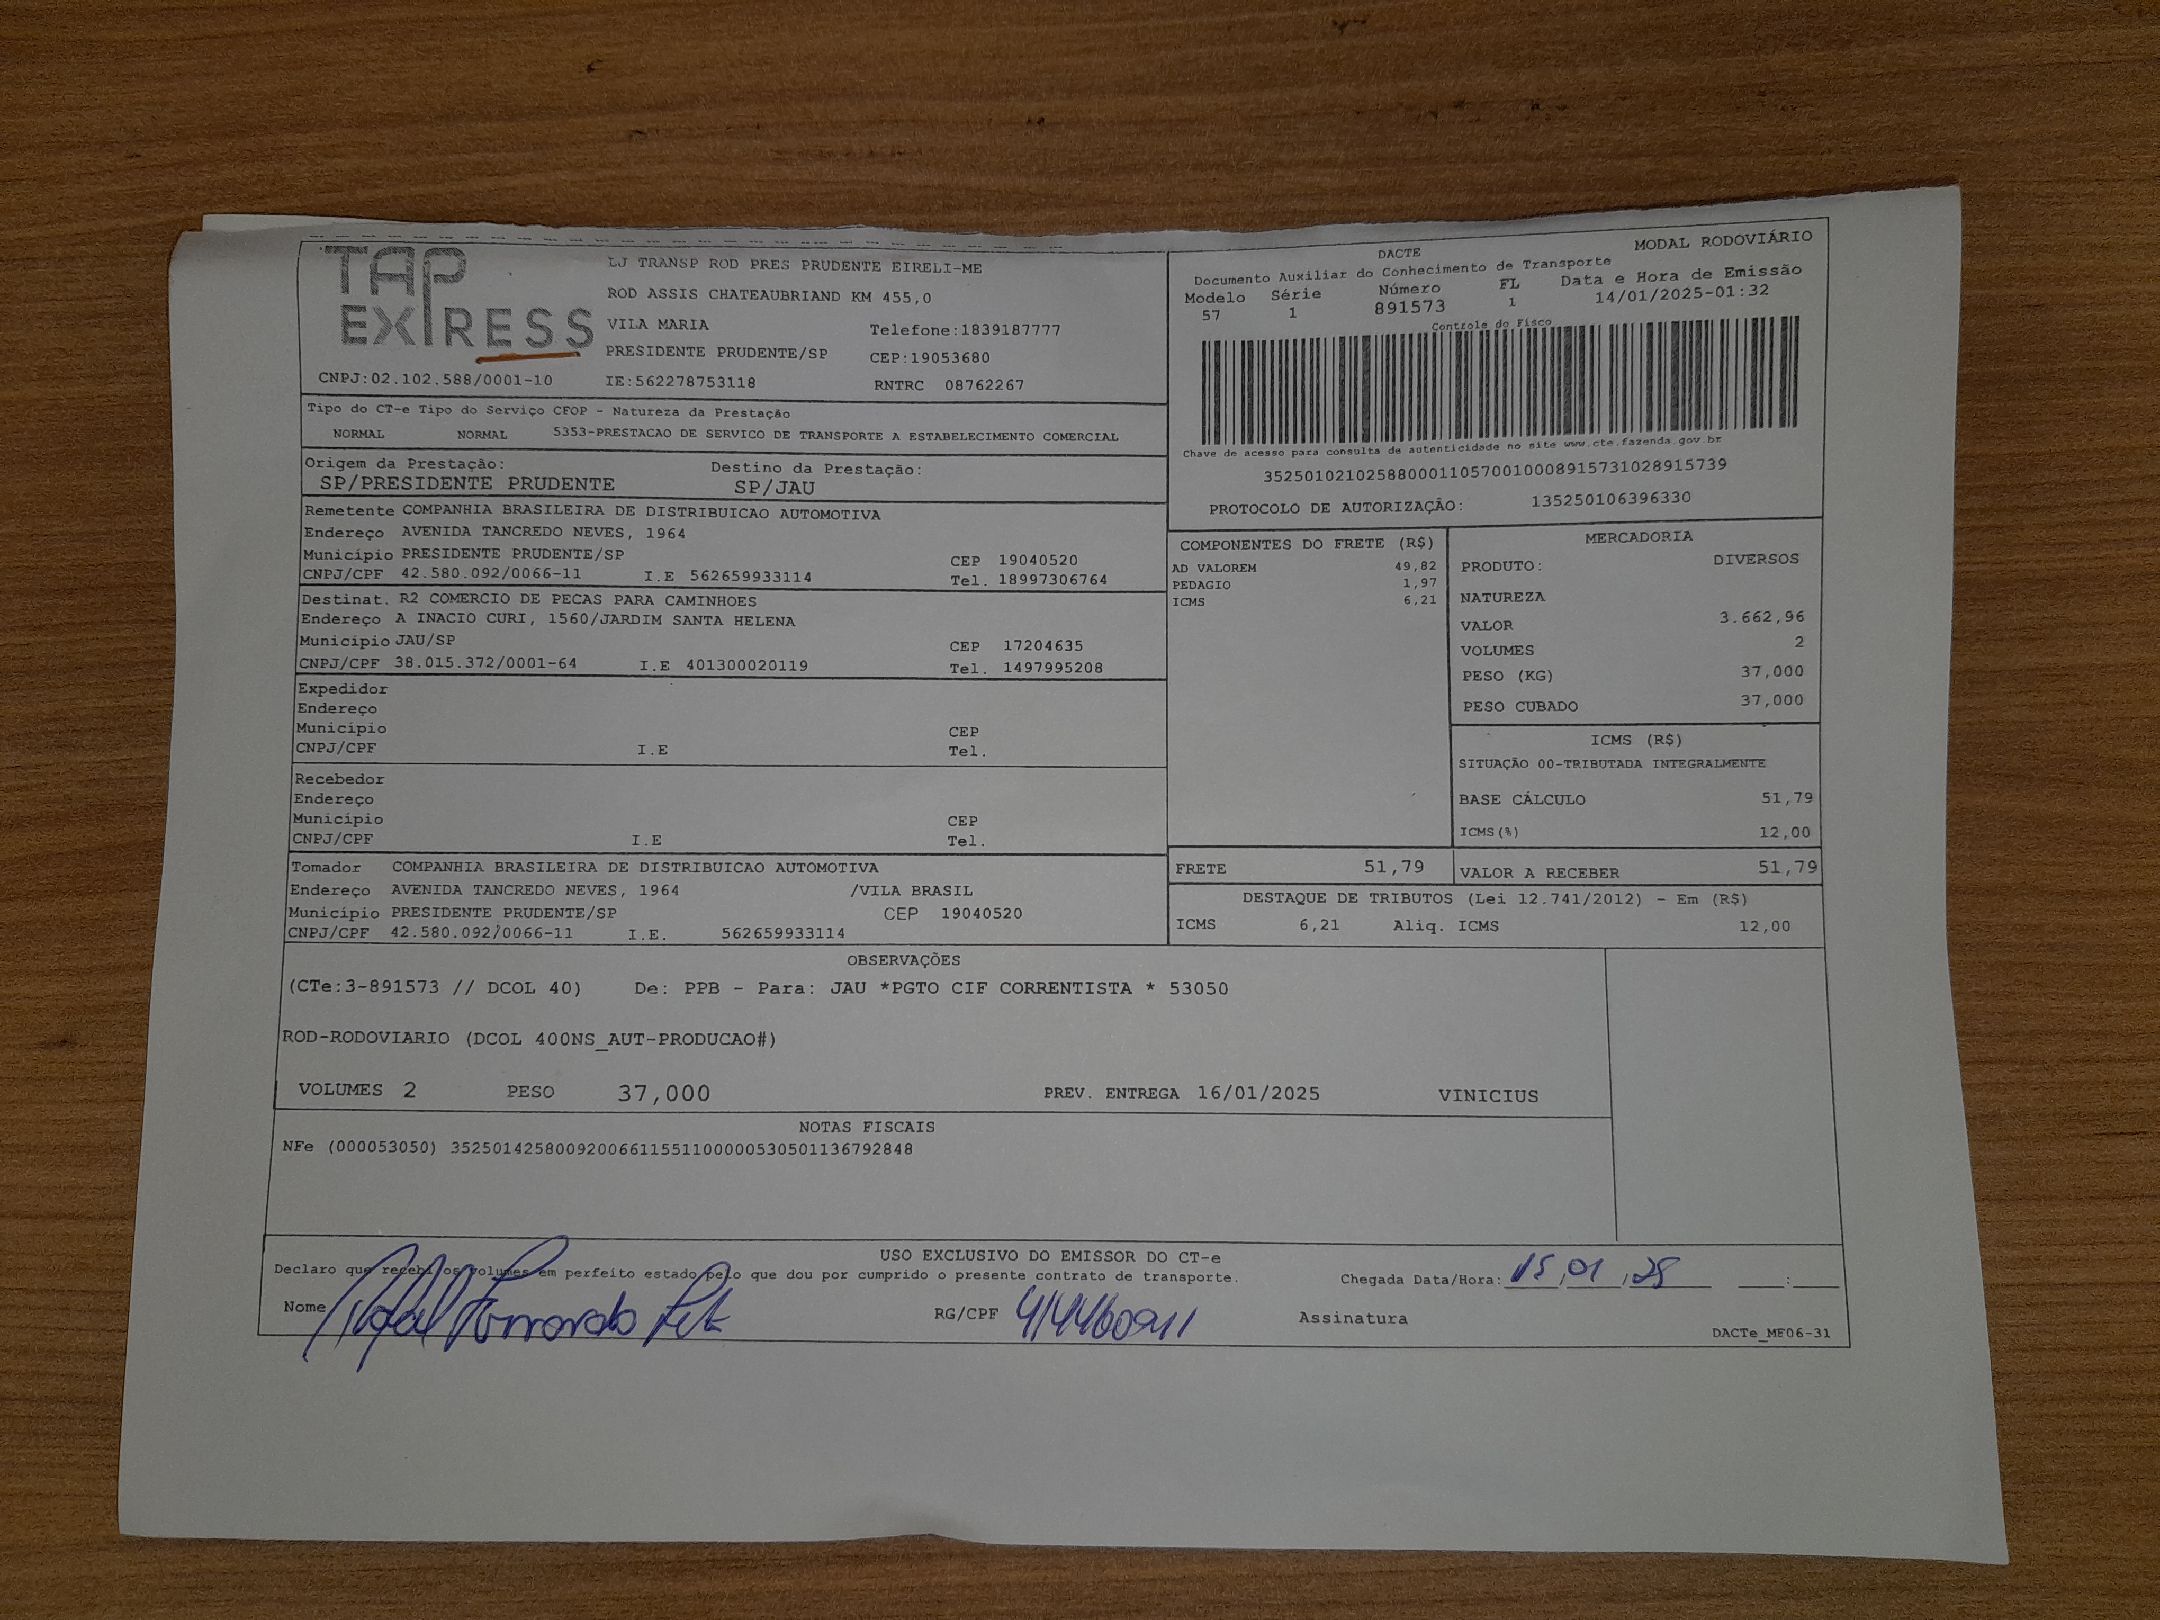 TAP EXPRESS
LJ TRANSP ROD PRES PRUDENTE EIRELI-ME
ROD ASSIS CHATEAUBRIAND KM 455,0
VILA MARIA Telefone:1839187777
PRESIDENTE PRUDENTE/SP CEP:19053680
CNPJ:02.102.588/0001-10 IE:562278753118 RNTRC 08762267
DACTE MODAL RODOVIÁRIO
Documento Auxiliar do Conhecimento de Transporte
Modelo Série Número FL Data e Hora de Emissão
57 1 891573 1 14/01/2025-01:32
Controle do Fisco
Chave de acesso para consulta de autenticidade no site www.cte.fazenda.gov.br
35250102102588000110570010008915731028915739
PROTOCOLO DE AUTORIZAÇÃO: 135250106396330
Tipo do CT-e Tipo do Serviço CFOP - Natureza da Prestação
NORMAL NORMAL 5353-PRESTACAO DE SERVICO DE TRANSPORTE A ESTABELECIMENTO COMERCIAL
Origem da Prestação: Destino da Prestação:
SP/PRESIDENTE PRUDENTE SP/JAU
Remetente COMPANHIA BRASILEIRA DE DISTRIBUICAO AUTOMOTIVA
Endereço AVENIDA TANCREDO NEVES, 1964
Município PRESIDENTE PRUDENTE/SP CEP 19040520
CNPJ/CPF 42.580.092/0066-11 I.E 562659933114 Tel. 18997306764
Destinat. R2 COMERCIO DE PECAS PARA CAMINHOES
Endereço A INACIO CURI, 1560/JARDIM SANTA HELENA
Município JAU/SP CEP 17204635
CNPJ/CPF 38.015.372/0001-64 I.E 401300020119 Tel. 1497995208
Expedidor
Endereço
Município CEP
CNPJ/CPF I.E Tel.
Recebedor
Endereço
Município CEP
CNPJ/CPF I.E Tel.
Tomador COMPANHIA BRASILEIRA DE DISTRIBUICAO AUTOMOTIVA
Endereço AVENIDA TANCREDO NEVES, 1964 /VILA BRASIL
Município PRESIDENTE PRUDENTE/SP CEP 19040520
CNPJ/CPF 42.580.092/0066-11 I.E. 562659933114
COMPONENTES DO FRETE (R$)
AD VALOREM 49,82
PEDAGIO 1,97
ICMS 6,21
MERCADORIA
PRODUTO: DIVERSOS
NATUREZA
VALOR 3.662,96
VOLUMES 2
PESO (KG) 37,000
PESO CUBADO 37,000
ICMS (R$)
SITUAÇÃO 00-TRIBUTADA INTEGRALMENTE
BASE CÁLCULO 51,79
ICMS(%) 12,00
FRETE 51,79 VALOR A RECEBER 51,79
DESTAQUE DE TRIBUTOS (Lei 12.741/2012) - Em (R$)
ICMS 6,21 Aliq. ICMS 12,00
OBSERVAÇÕES
(CTe:3-891573 // DCOL 40) De: PPB - Para: JAU *PGTO CIF CORRENTISTA * 53050
ROD-RODOVIARIO (DCOL 400NS_AUT-PRODUCAO#)
VOLUMES 2 PESO 37,000 PREV. ENTREGA 16/01/2025 VINICIUS
NOTAS FISCAIS
NFe (000053050) 35250142580092006611551100000530501136792848
USO EXCLUSIVO DO EMISSOR DO CT-e
Declaro que recebi os volumes em perfeito estado pelo que dou por cumprido o presente contrato de transporte. Chegada Data/Hora: 15/01/25 __:__
Nome RG/CPF Assinatura
DACTe_MF06-31